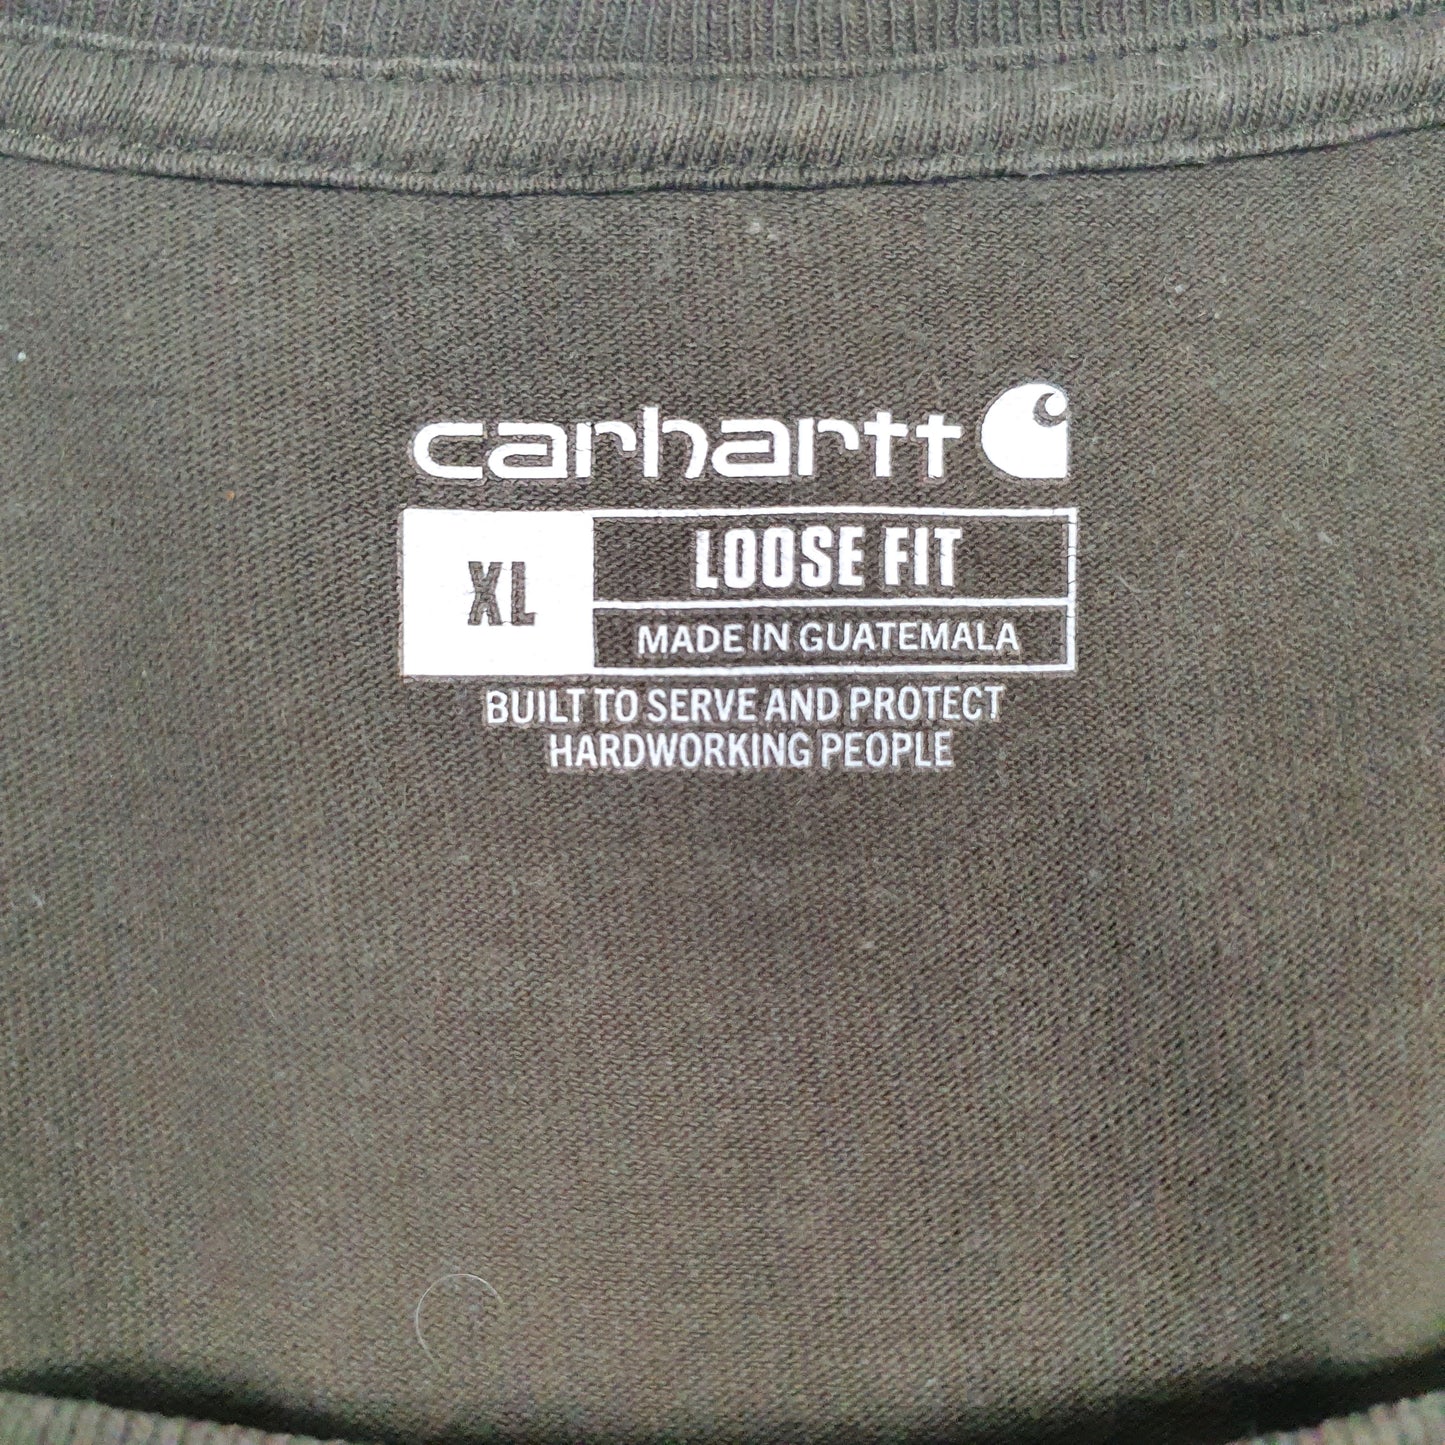 carhartt
XL
LOOSE FIT
MADE IN GUATEMALA
BUILT TO SERVE AND PROTECT
HARDWORKING PEOPLE